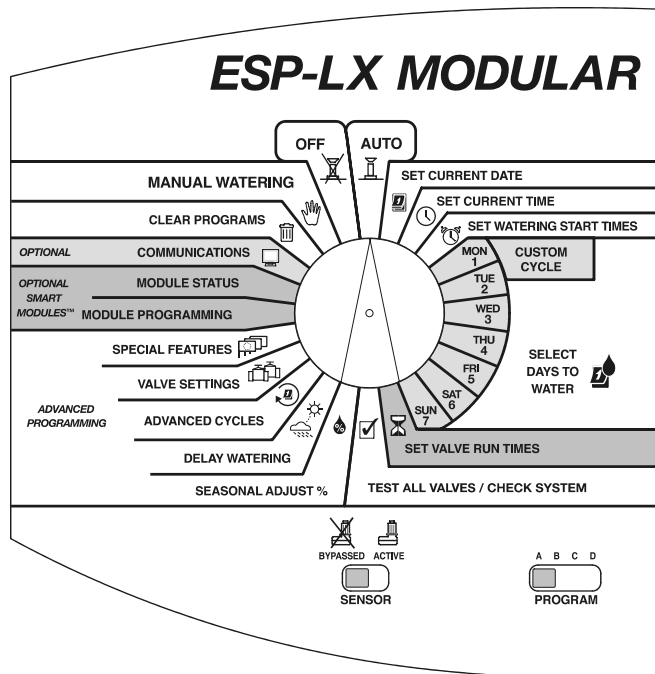 ESP-LX MODULAR
OFF
AUTO
MANUAL WATERING
CLEAR PROGRAMS
OPTIONAL
COMMUNICATIONS
OPTIONAL
SMART
MODULES™
MODULE STATUS
MODULE PROGRAMMING
SPECIAL FEATURES
VALVE SETTINGS
ADVANCED
PROGRAMMING
ADVANCED CYCLES
DELAY WATERING
SEASONAL ADJUST %
SET CURRENT DATE
1
SET CURRENT TIME
SET WATERING START TIMES
MON
1
CUSTOM
CYCLE
TUE
2
WED
3
THU
4
FRI
5
SAT
6
SUN
7
SELECT
DAYS TO
WATER
1
SET VALVE RUN TIMES
TEST ALL VALVES / CHECK SYSTEM
%
BYPASSED ACTIVE
SENSOR
A B C D
PROGRAM